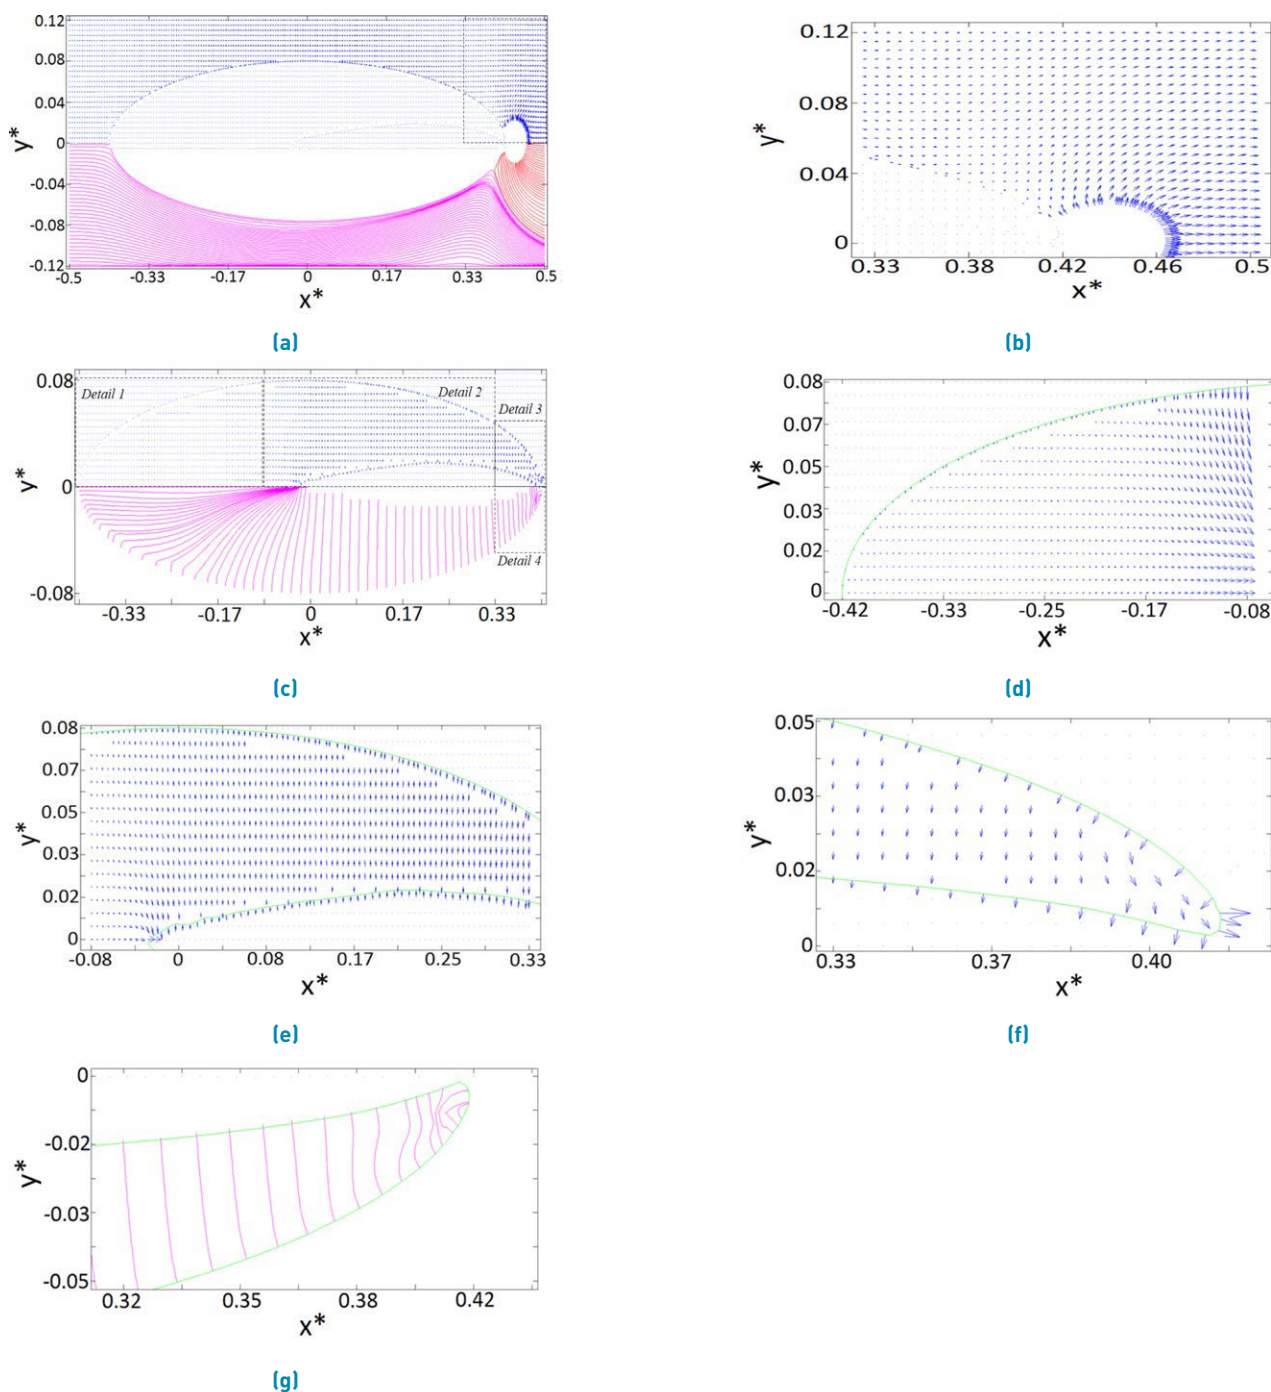 0.12
0.08
0.04
0
-0.04
-0.08
-0.12
y*
-0.5 -0.33 -0.17 0 0.17 0.33 0.5
x*
(a)
0.12
0.08
0.04
0
y*
0.33 0.38 0.42 0.46 0.5
x*
(b)
0.08
0
-0.08
y*
Detail 1
Detail 2
Detail 3
Detail 4
-0.33 -0.17 0 0.17 0.33
x*
(c)
0.08
0.07
0.05
0.03
0.02
0
y*
-0.42 -0.33 -0.25 -0.17 -0.08
x*
(d)
0.08
0.07
0.05
0.03
0.02
0
y*
-0.08 0 0.08 0.17 0.25 0.33
x*
(e)
0.05
0.03
0.02
0
y*
0.33 0.37 0.40
x*
(f)
0
-0.02
-0.03
-0.05
y*
0.32 0.35 0.38 0.42
x*
(g)